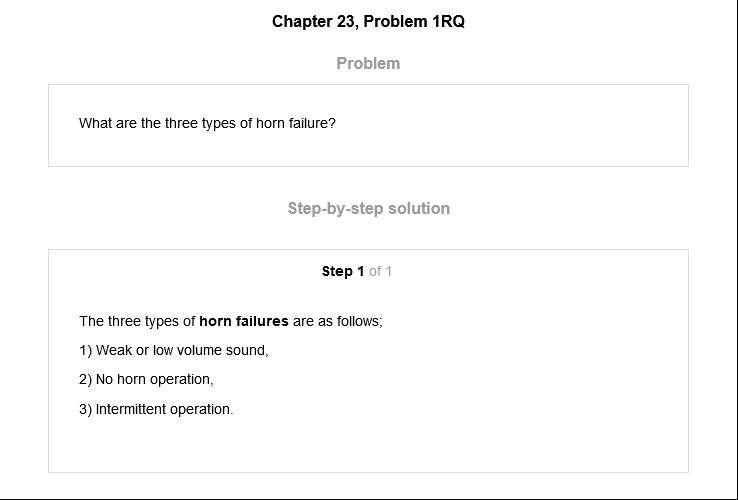 Chapter 23, Problem 1RQ
Problem
What are the three types of horn failure?
Step-by-step solution
Step 1 of 1
The three types of horn failures are as follows;
1) Weak or low volume sound,
2) No horn operation,
3) Intermittent operation.